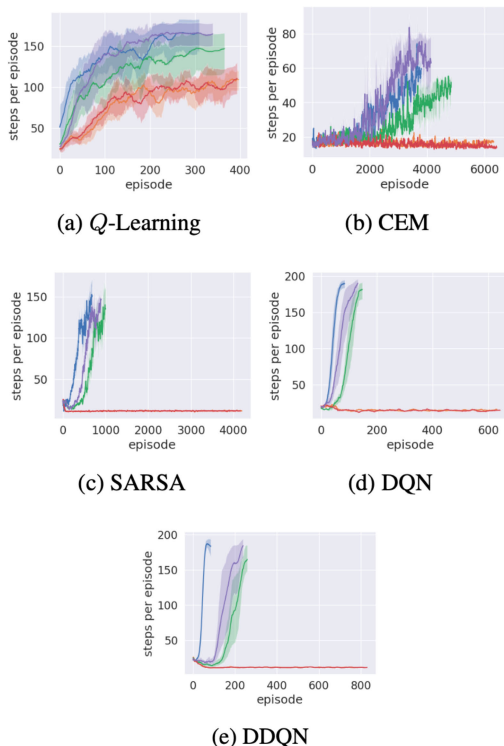 150
100
50
steps per episode
0 100 200 300 400
episode
(a) Q-Learning
80
60
40
20
steps per episode
0 2000 4000 6000
episode
(b) CEM
150
100
50
steps per episode
0 1000 2000 3000 4000
episode
(c) SARSA
200
150
100
50
steps per episode
0 200 400 600
episode
(d) DQN
200
150
100
50
steps per episode
0 200 400 600 800
episode
(e) DDQN